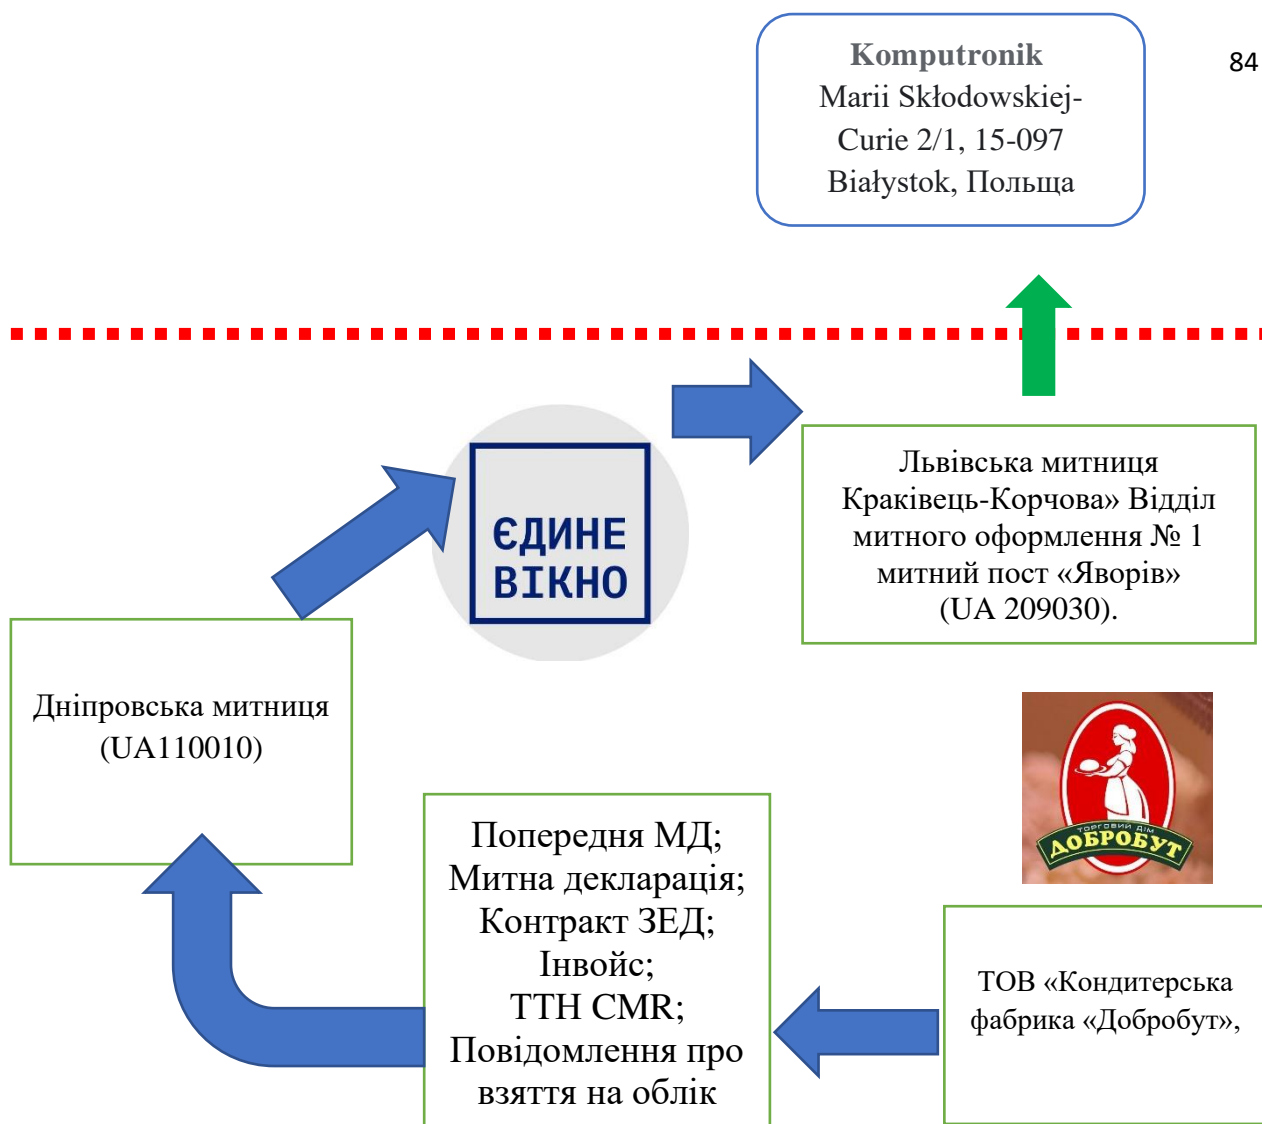 84
Komputronik
Marii Skłodowskiej-
Curie 2/1, 15-097
Białystok, Польща
ЄДИНЕ
ВІКНО
Львівська митниця
Краківець-Корчова» Відділ
митного оформлення № 1
митний пост «Яворів»
(UA 209030).
Дніпровська митниця
(UA110010)
Попередня МД;
Митна декларація;
Контракт ЗЕД;
Інвойс;
ТТН CMR;
Повідомлення про
взяття на облік
ТОРГОВИЙ ДІМ
ДОБРОБУТ
ТОВ «Кондитерська
фабрика «Добробут»,